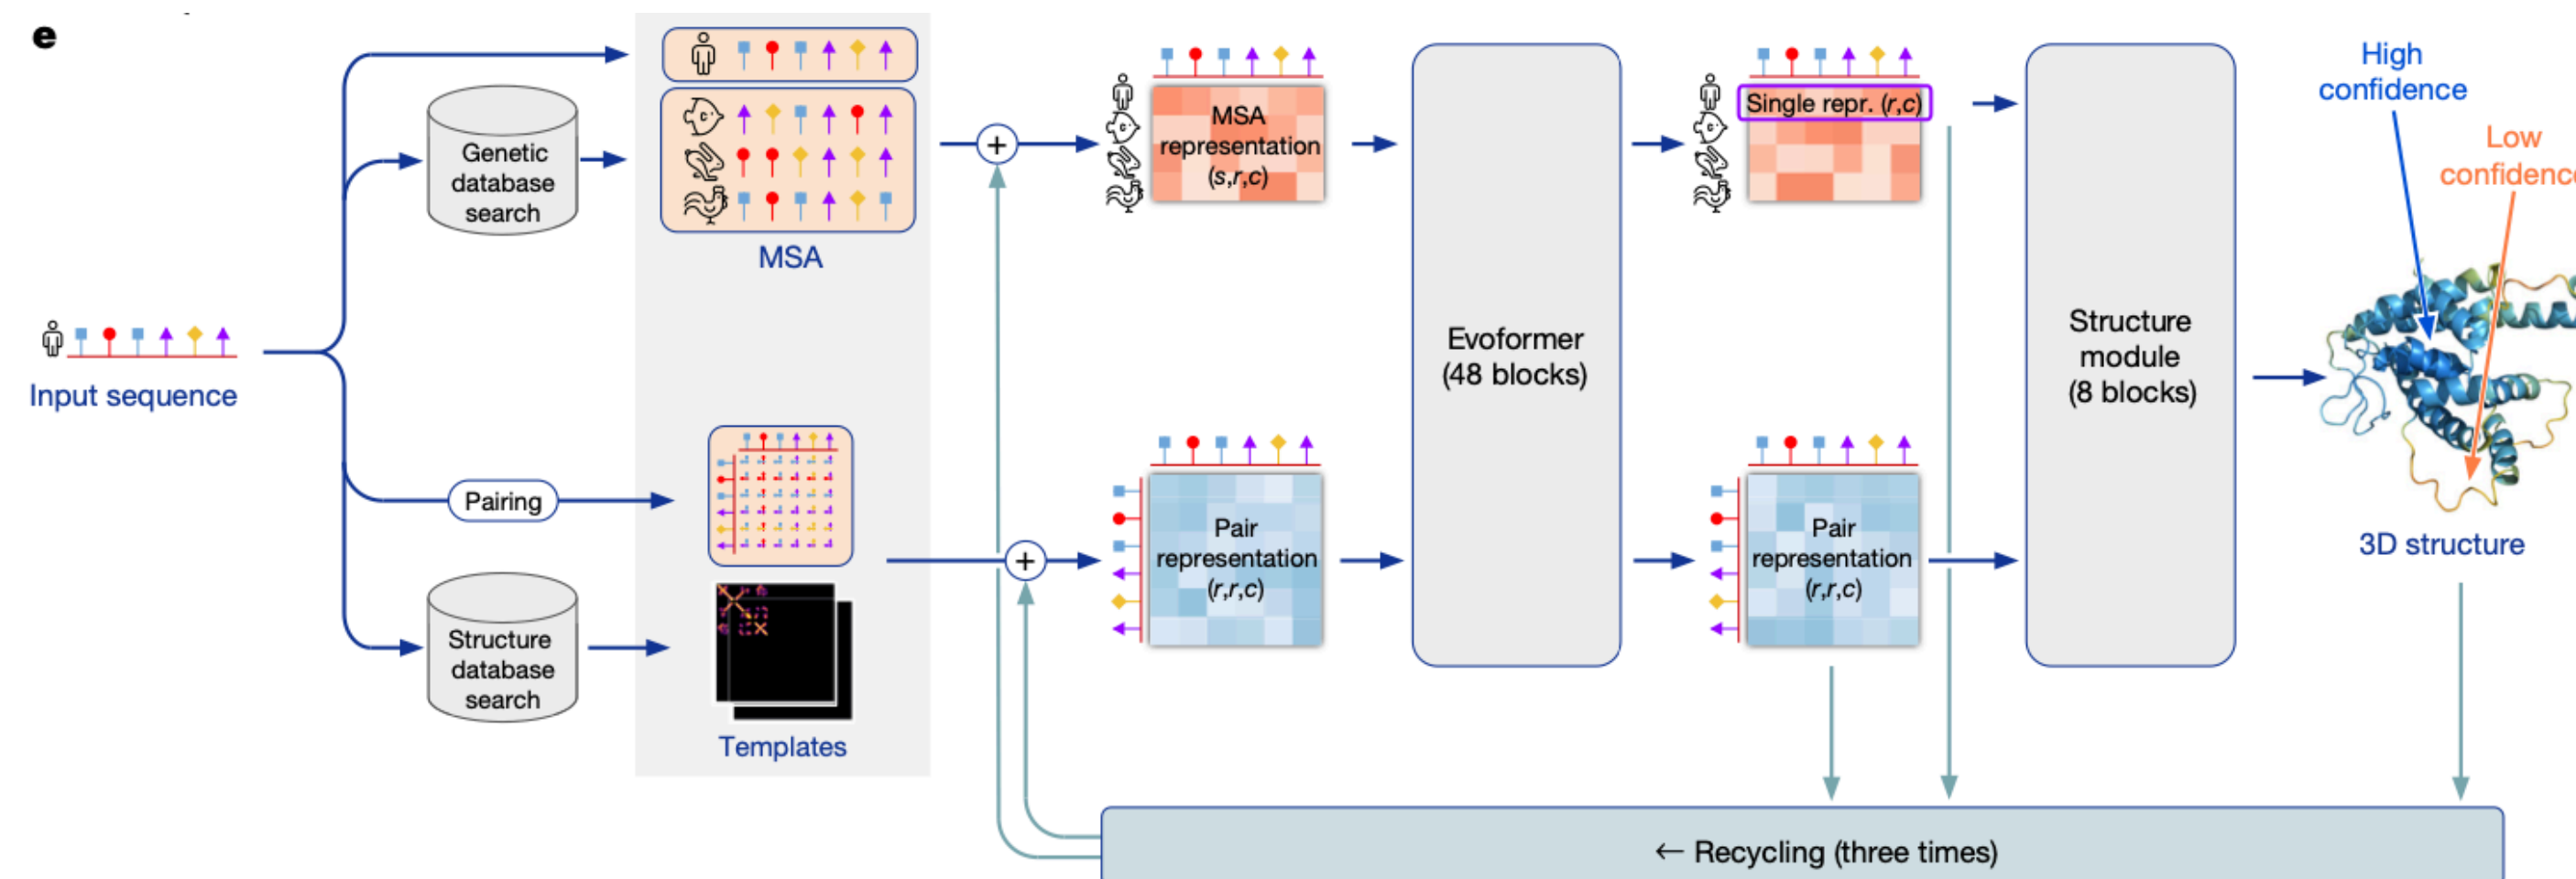 e
Input sequence
Genetic
database
search
Pairing
Structure
database
search
MSA
Templates
+
+
MSA
representation
(s,r,c)
Pair
representation
(r,r,c)
Evoformer
(48 blocks)
Single repr. (r,c)
Pair
representation
(r,r,c)
Structure
module
(8 blocks)
High
confidence
Low
confidence
3D structure
← Recycling (three times)